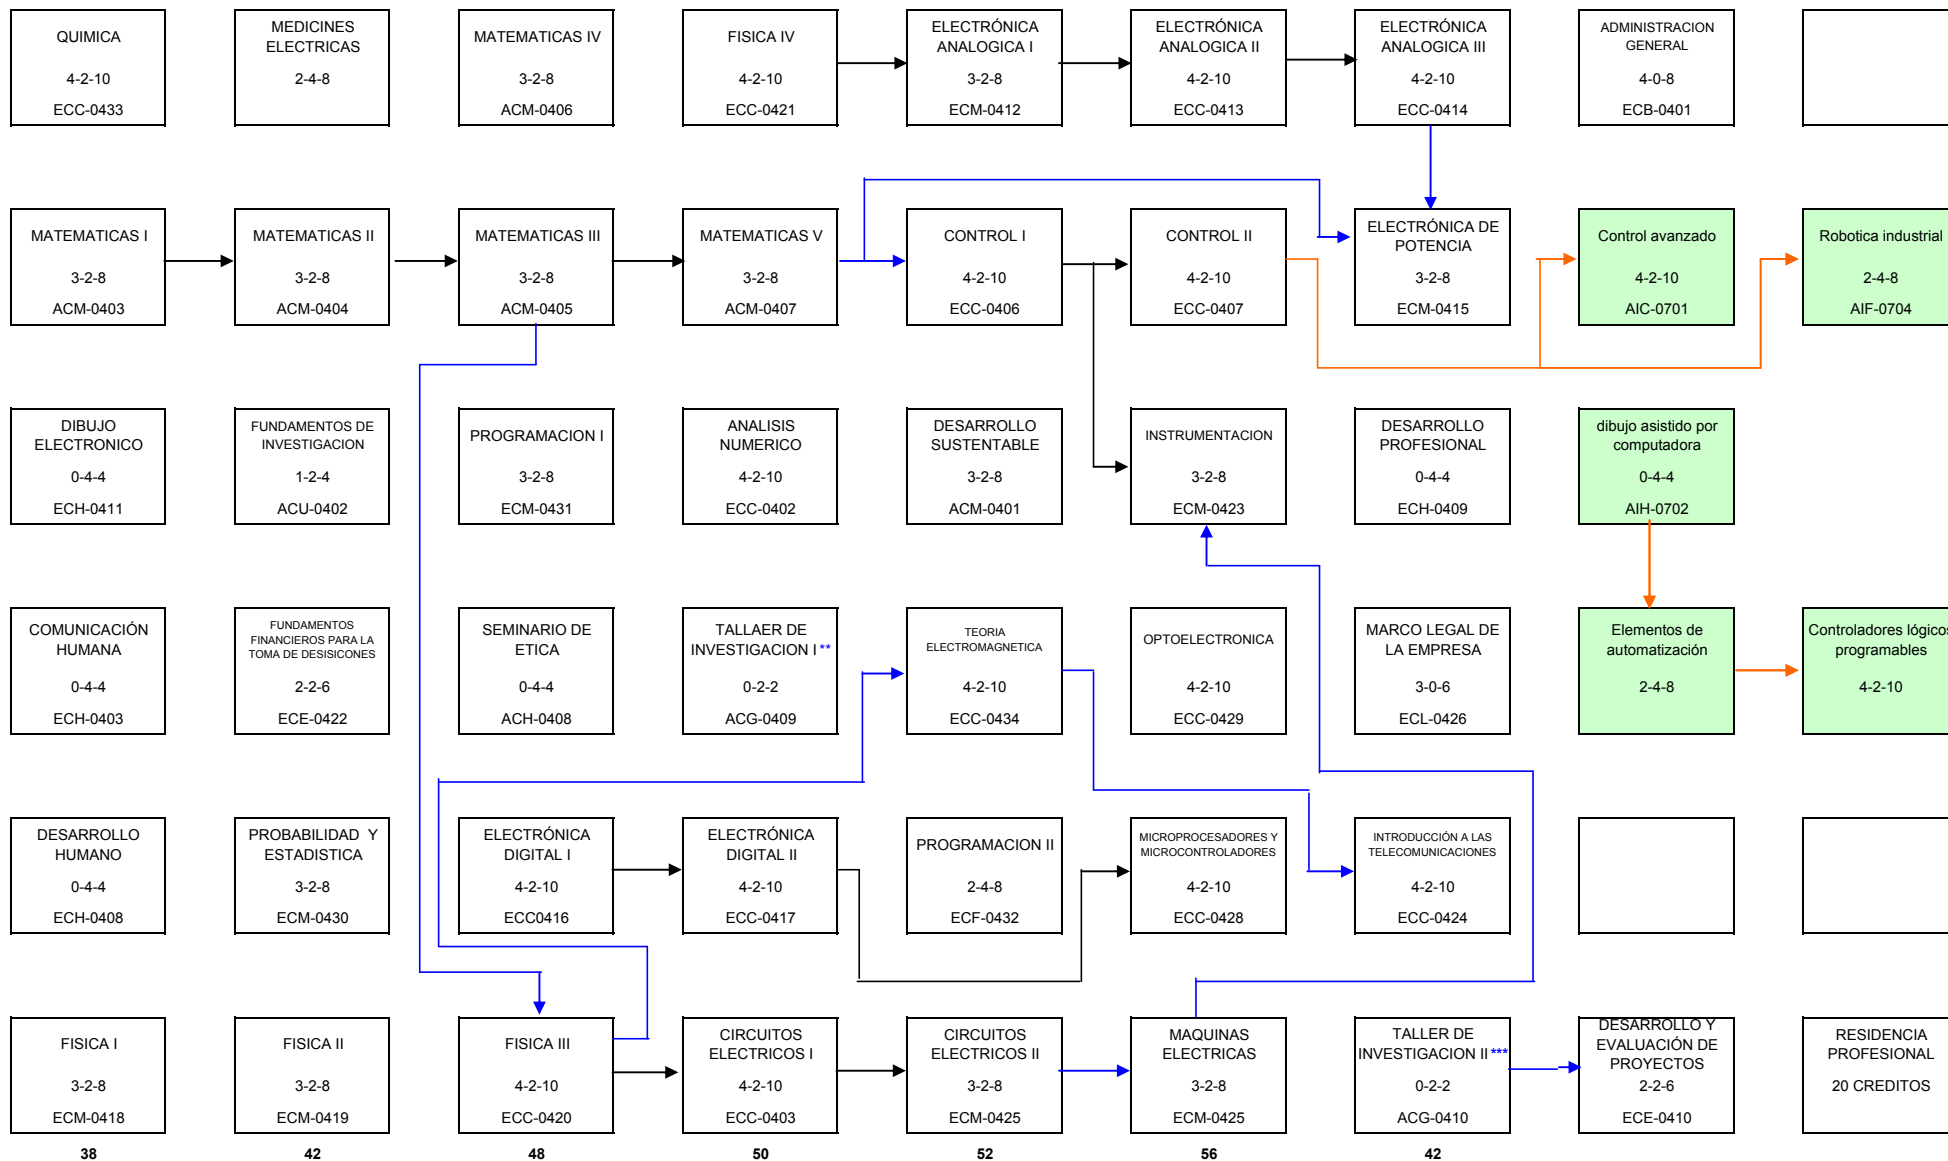 QUIMICA
4-2-10
ECC-0433
MEDICINES
ELECTRICAS
2-4-8
MATEMATICAS IV
3-2-8
ACM-0406
FISICA IV
4-2-10
ECC-0421
ELECTRÓNICA
ANALOGICA I
3-2-8
ECM-0412
ELECTRÓNICA
ANALOGICA II
4-2-10
ECC-0413
ELECTRÓNICA
ANALOGICA III
4-2-10
ECC-0414
ADMINISTRACION
GENERAL
4-0-8
ECB-0401
MATEMATICAS I
3-2-8
ACM-0403
MATEMATICAS II
3-2-8
ACM-0404
MATEMATICAS III
3-2-8
ACM-0405
MATEMATICAS V
3-2-8
ACM-0407
CONTROL I
4-2-10
ECC-0406
CONTROL II
4-2-10
ECC-0407
ELECTRÓNICA DE
POTENCIA
3-2-8
ECM-0415
Control avanzado
4-2-10
AIC-0701
Robotica industrial
2-4-8
AIF-0704
DIBUJO
ELECTRONICO
0-4-4
ECH-0411
FUNDAMENTOS DE
INVESTIGACION
1-2-4
ACU-0402
PROGRAMACION I
3-2-8
ECM-0431
ANALISIS
NUMERICO
4-2-10
ECC-0402
DESARROLLO
SUSTENTABLE
3-2-8
ACM-0401
INSTRUMENTACION
3-2-8
ECM-0423
DESARROLLO
PROFESIONAL
0-4-4
ECH-0409
dibujo asistido por
computadora
0-4-4
AIH-0702
COMUNICACIÓN
HUMANA
0-4-4
ECH-0403
FUNDAMENTOS
FINANCIEROS PARA LA
TOMA DE DESISICONES
2-2-6
ECE-0422
SEMINARIO DE
ETICA
0-4-4
ACH-0408
TALLAER DE
INVESTIGACION I **
0-2-2
ACG-0409
TEORIA
ELECTROMAGNETICA
4-2-10
ECC-0434
OPTOELECTRONICA
4-2-10
ECC-0429
MARCO LEGAL DE
LA EMPRESA
3-0-6
ECL-0426
Elementos de
automatización
2-4-8
Controladores lógicos
programables
4-2-10
DESARROLLO
HUMANO
0-4-4
ECH-0408
PROBABILIDAD Y
ESTADISTICA
3-2-8
ECM-0430
ELECTRÓNICA
DIGITAL I
4-2-10
ECC0416
ELECTRÓNICA
DIGITAL II
4-2-10
ECC-0417
PROGRAMACION II
2-4-8
ECF-0432
MICROPROCESADORES Y
MICROCONTROLADORES
4-2-10
ECC-0428
INTRODUCCIÓN A LAS
TELECOMUNICACIONES
4-2-10
ECC-0424
FISICA I
3-2-8
ECM-0418
FISICA II
3-2-8
ECM-0419
FISICA III
4-2-10
ECC-0420
CIRCUITOS
ELECTRICOS I
4-2-10
ECC-0403
CIRCUITOS
ELECTRICOS II
3-2-8
ECM-0425
MAQUINAS
ELECTRICAS
3-2-8
ECM-0425
TALLER DE
INVESTIGACION II ***
0-2-2
ACG-0410
DESARROLLO Y
EVALUACIÓN DE
PROYECTOS
2-2-6
ECE-0410
RESIDENCIA
PROFESIONAL
20 CREDITOS
38 42 48 50 52 56 42